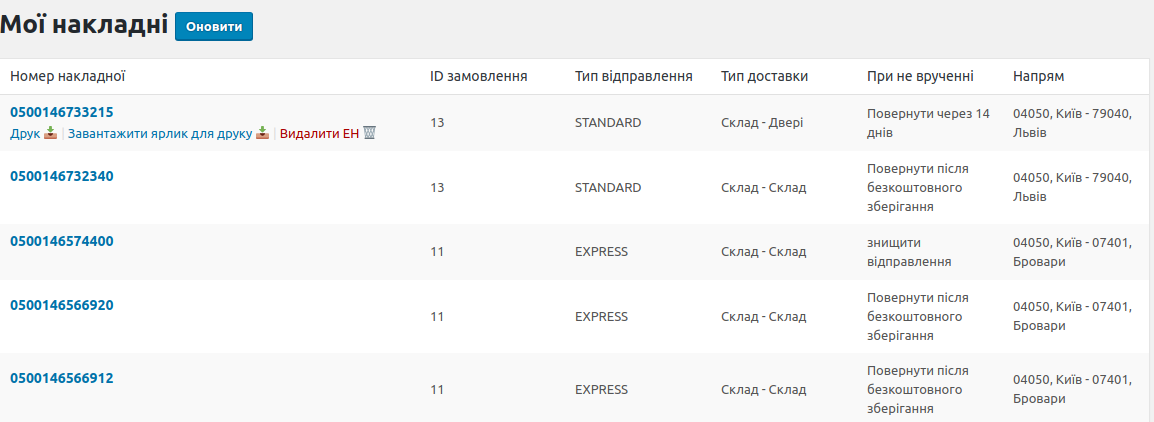 Мої накладні Оновити
Номер накладної ID замовлення Тип відправлення Тип доставки При не врученні Напрям
0500146733215
Друк | Завантажити ярлик для друку | Видалити ЕН
13 STANDARD Склад - Двері
Повернути через 14
днів
04050, Київ - 79040,
Львів
0500146732340
13 STANDARD Склад - Склад
Повернути після
безкоштовного
зберігання
04050, Київ - 79040,
Львів
0500146574400
11 EXPRESS Склад - Склад
знищити
відправлення
04050, Київ - 07401,
Бровари
0500146566920
11 EXPRESS Склад - Склад
Повернути після
безкоштовного
зберігання
04050, Київ - 07401,
Бровари
0500146566912
11 EXPRESS Склад - Склад
Повернути після
безкоштовного
зберігання
04050, Київ - 07401,
Бровари